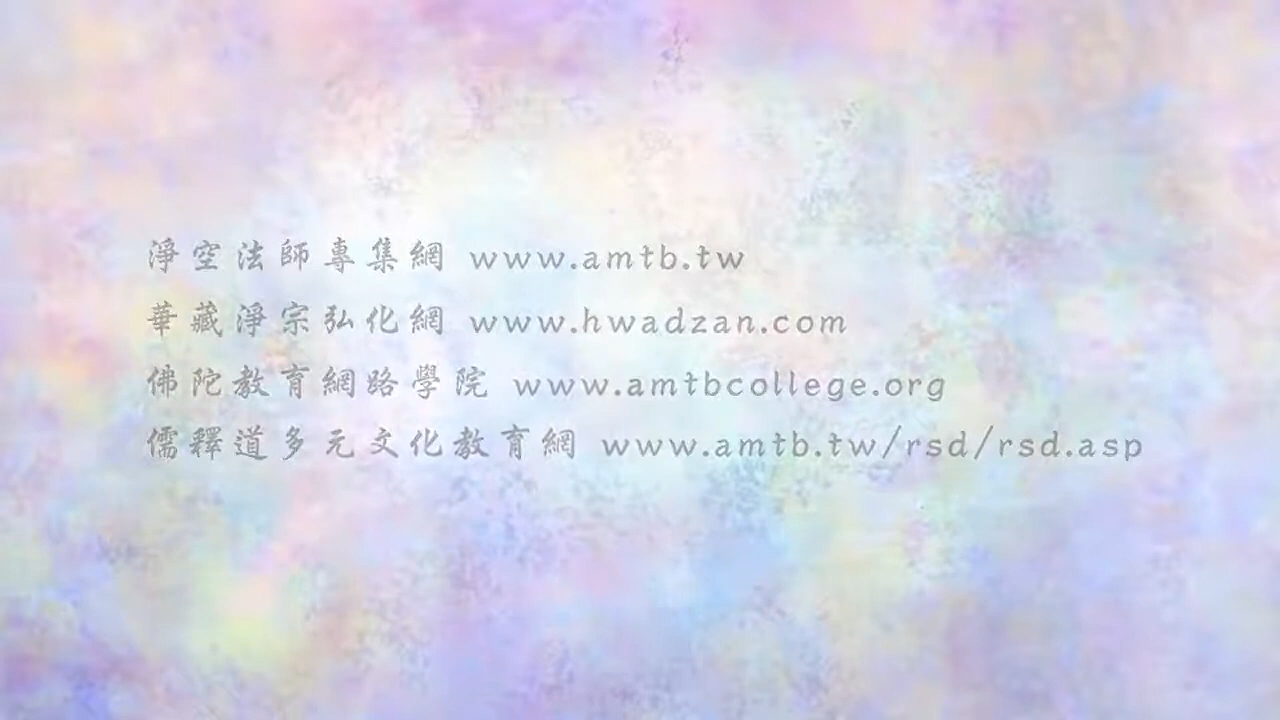 淨空法師專集網 www.amtb.tw
華藏淨宗弘化網 www.hwadzan.com
佛陀教育網路學院 www.amtbcollege.org
儒釋道多元文化教育網 www.amtb.tw/rsd/rsd.asp